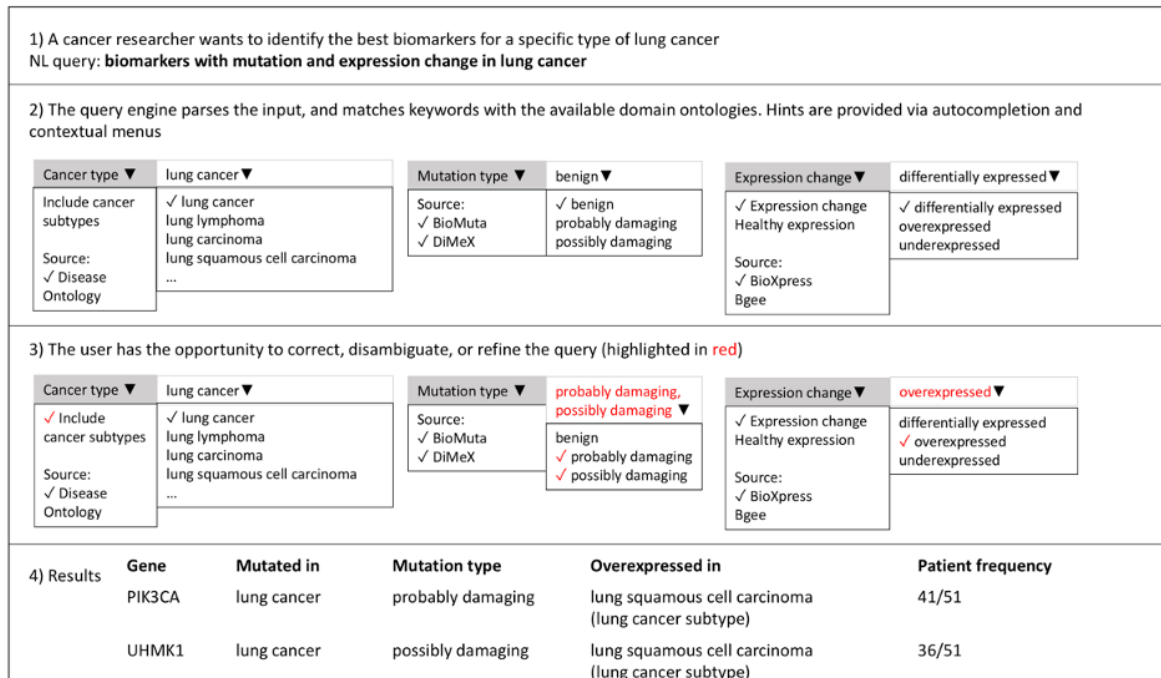 1) A cancer researcher wants to identify the best biomarkers for a specific type of lung cancer
NL query: biomarkers with mutation and expression change in lung cancer
2) The query engine parses the input, and matches keywords with the available domain ontologies. Hints are provided via autocompletion and
contextual menus
Cancer type ▼
Include cancer
subtypes
Source:
✓ Disease
Ontology
lung cancer▼
✓ lung cancer
lung lymphoma
lung carcinoma
lung squamous cell carcinoma
...
Mutation type ▼
Source:
✓ BioMuta
✓ DiMeX
benign▼
✓ benign
probably damaging
possibly damaging
Expression change▼
✓ Expression change
Healthy expression
Source:
✓ BioXpress
Bgee
differentially expressed▼
✓ differentially expressed
overexpressed
underexpressed
3) The user has the opportunity to correct, disambiguate, or refine the query (highlighted in red)
Cancer type ▼
✓ Include
cancer subtypes
Source:
✓ Disease
Ontology
lung cancer▼
✓ lung cancer
lung lymphoma
lung carcinoma
lung squamous cell carcinoma
...
Mutation type ▼
Source:
✓ BioMuta
✓ DiMeX
probably damaging,
possibly damaging ▼
benign
✓ probably damaging
✓ possibly damaging
Expression change▼
✓ Expression change
Healthy expression
Source:
✓ BioXpress
Bgee
overexpressed▼
differentially expressed
✓ overexpressed
underexpressed
4) Results
Gene Mutated in Mutation type Overexpressed in Patient frequency
PIK3CA lung cancer probably damaging lung squamous cell carcinoma 41/51
(lung cancer subtype)
UHMK1 lung cancer possibly damaging lung squamous cell carcinoma 36/51
(lung cancer subtype)